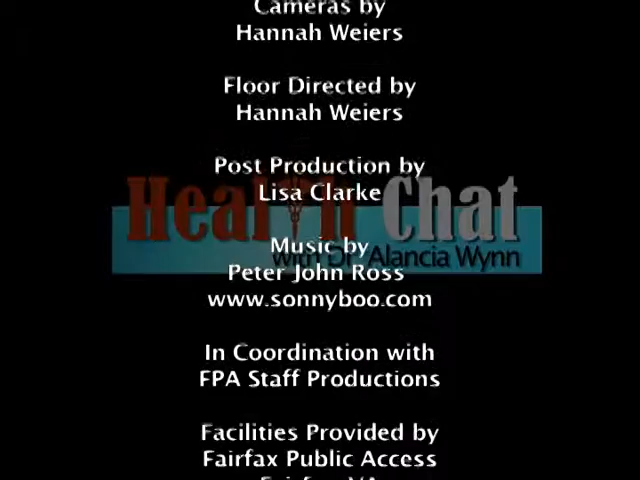 Cameras by
Hannah Weiers
Floor Directed by
Hannah Weiers
Post Production by
Lisa Clarke
Health Chat
with Dr. Alancia Wynn
Music by
Peter John Ross
www.sonnyboo.com
In Coordination with
FPA Staff Productions
Facilities Provided by
Fairfax Public Access